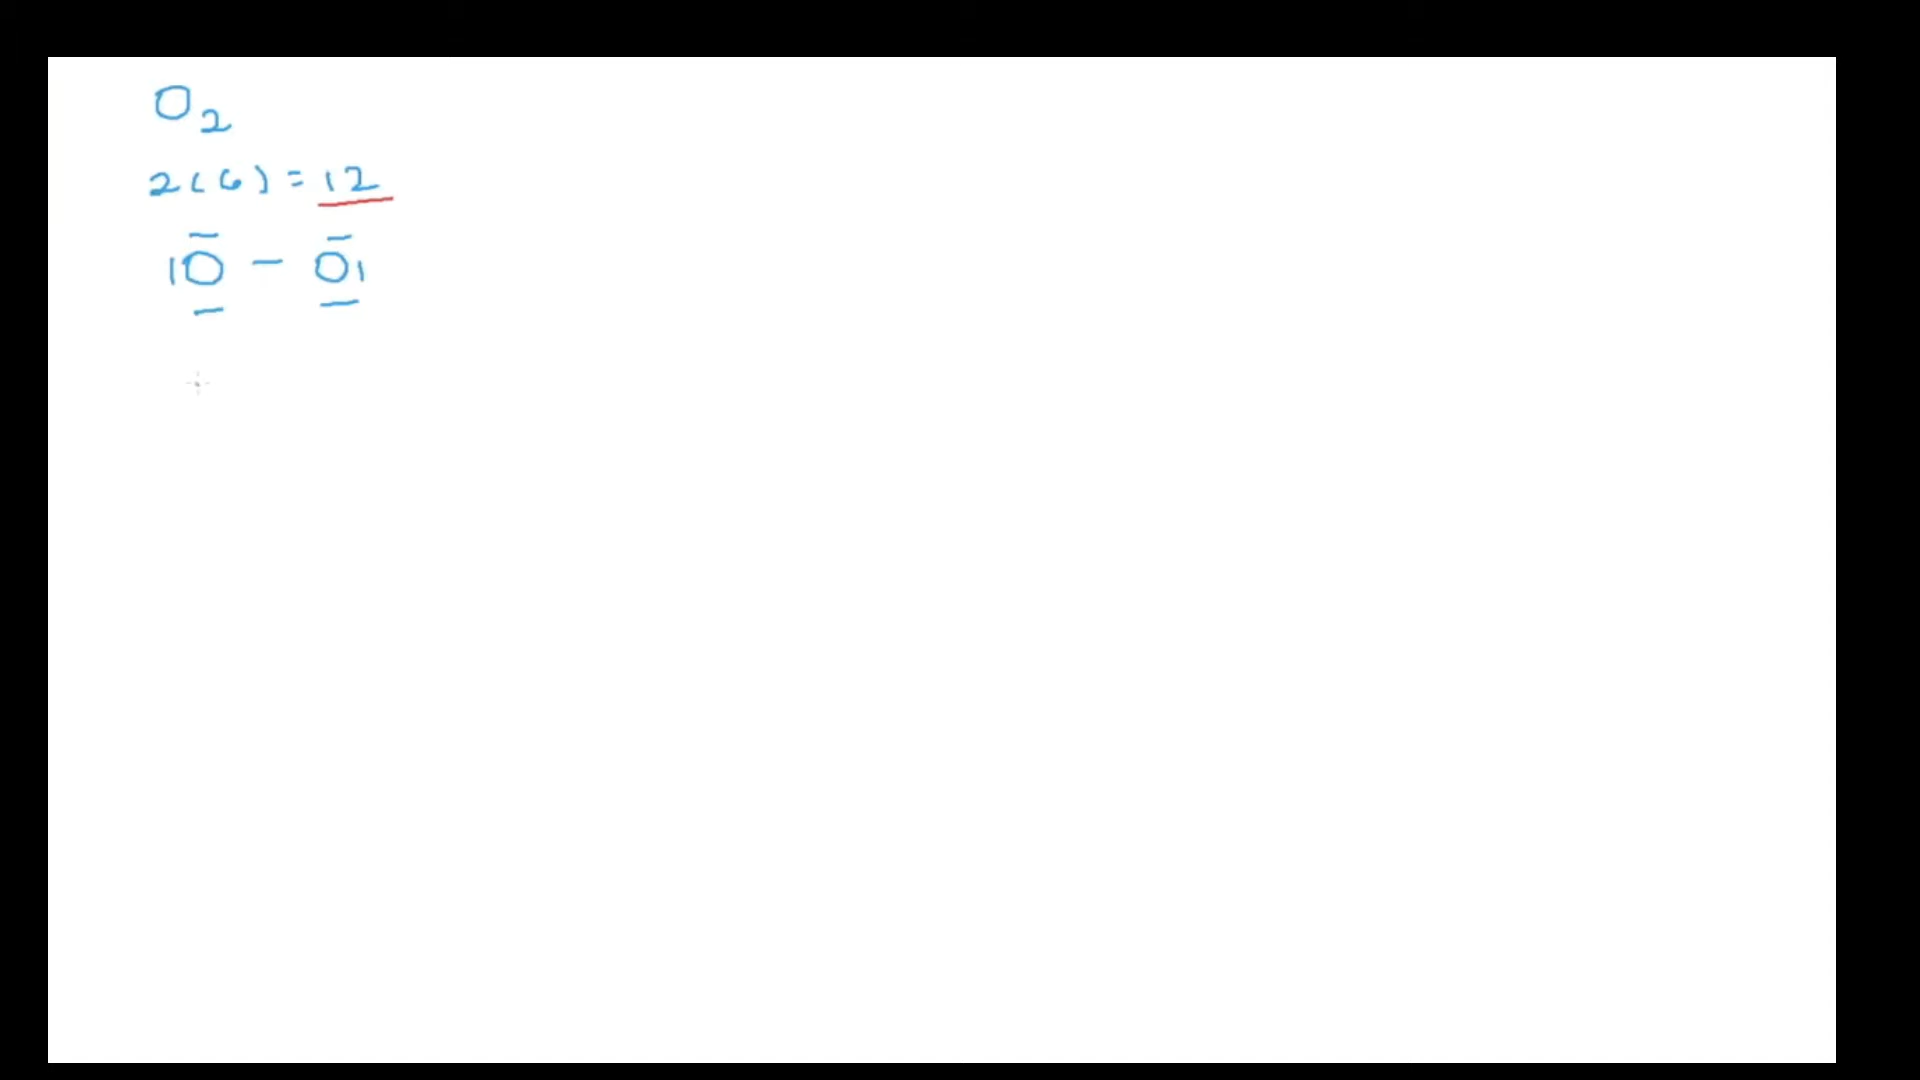 O₂
2(6) = 12
|O̅ - O̅|